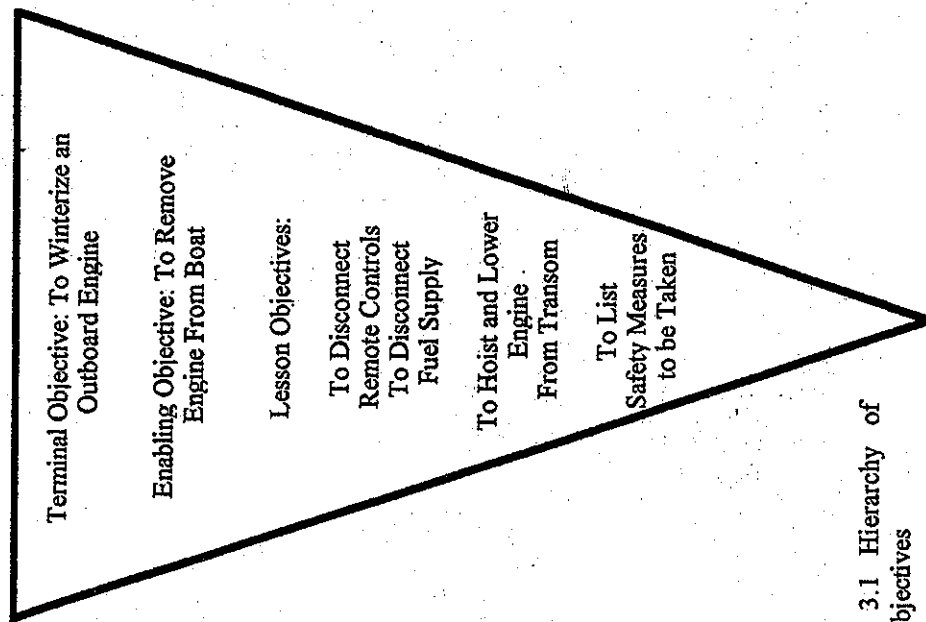 Terminal Objective: To Winterize an
Outboard Engine
Enabling Objective: To Remove
Engine From Boat
Lesson Objectives:
To Disconnect
Remote Controls
To Disconnect
Fuel Supply
To Hoist and Lower
Engine
From Transom
To List
Safety Measures
to be Taken
3.1 Hierarchy of
bjectives